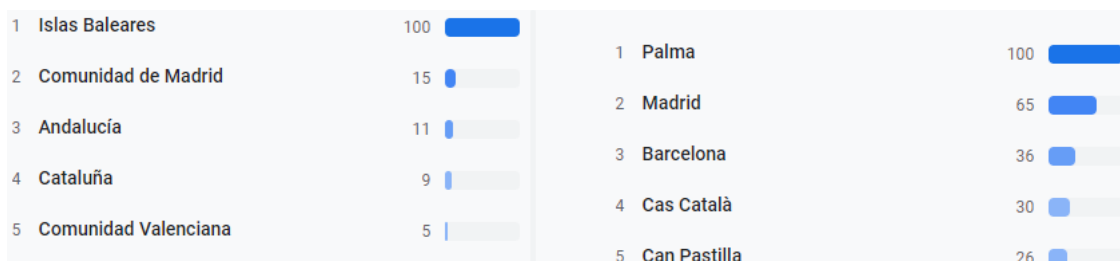 1 Islas Baleares 100
2 Comunidad de Madrid 15
3 Andalucía 11
4 Cataluña 9
5 Comunidad Valenciana 5
1 Palma 100
2 Madrid 65
3 Barcelona 36
4 Cas Català 30
5 Can Pastilla 26